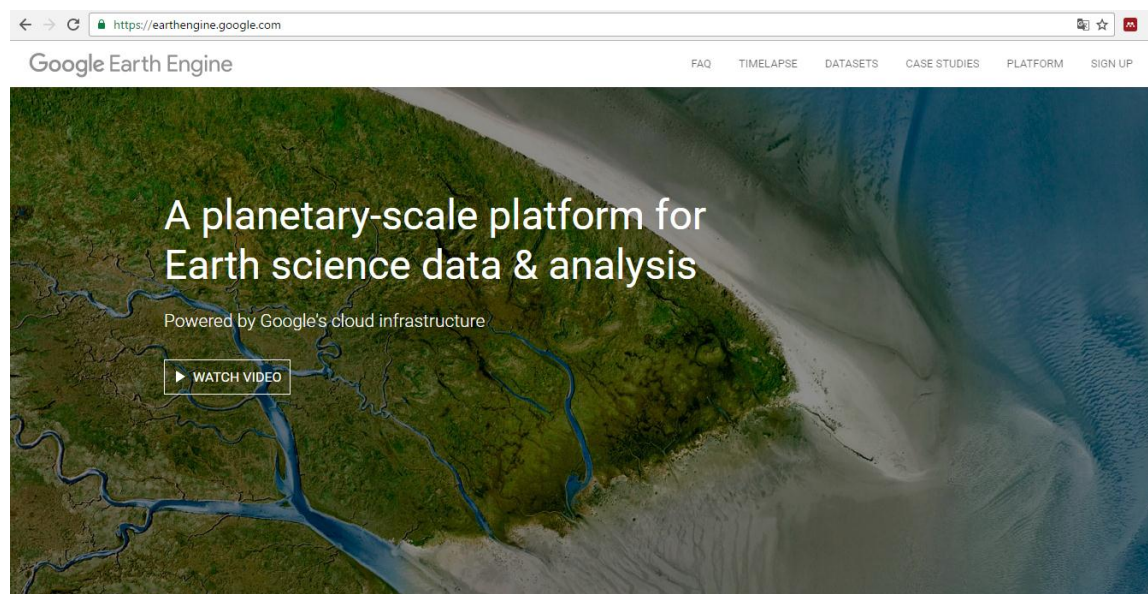 https://earthengine.google.com
Google Earth Engine
FAQ TIMELAPSE DATASETS CASE STUDIES PLATFORM SIGN UP
A planetary-scale platform for
Earth science data & analysis
Powered by Google's cloud infrastructure
WATCH VIDEO